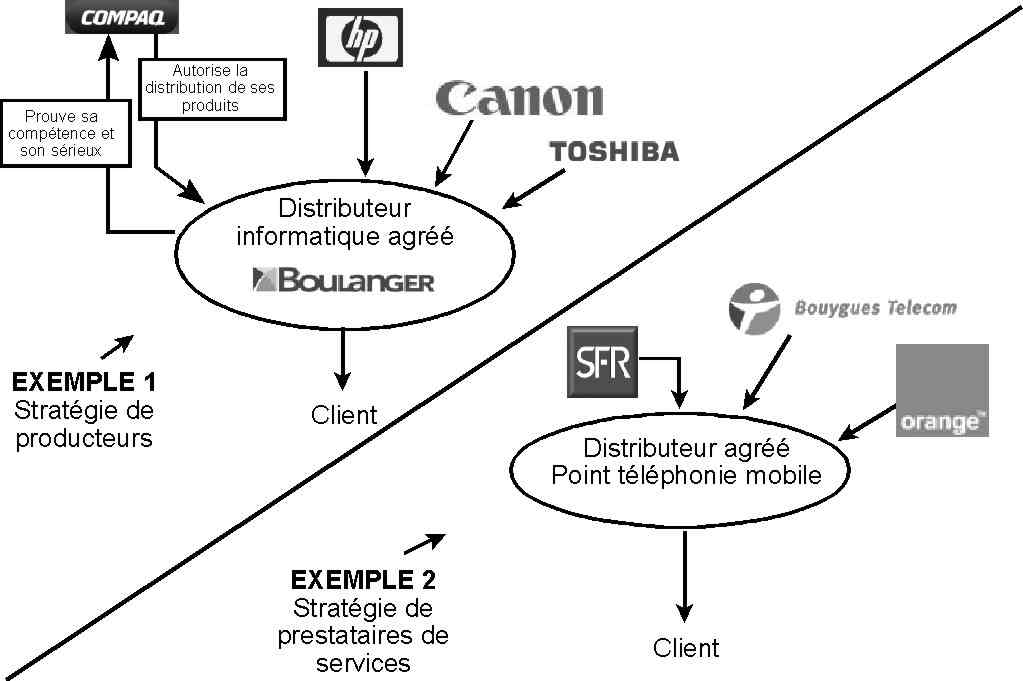 COMPAQ
hp
Autorise la
distribution de ses
produits
Prouve sa
compétence et
son sérieux
Canon
TOSHIBA
Distributeur
informatique agréé
BOULANGER
EXEMPLE 1
Stratégie de
producteurs
Client
Bouygues Telecom
SFR
orange™
Distributeur agréé
Point téléphonie mobile
EXEMPLE 2
Stratégie de
prestataires de
services
Client